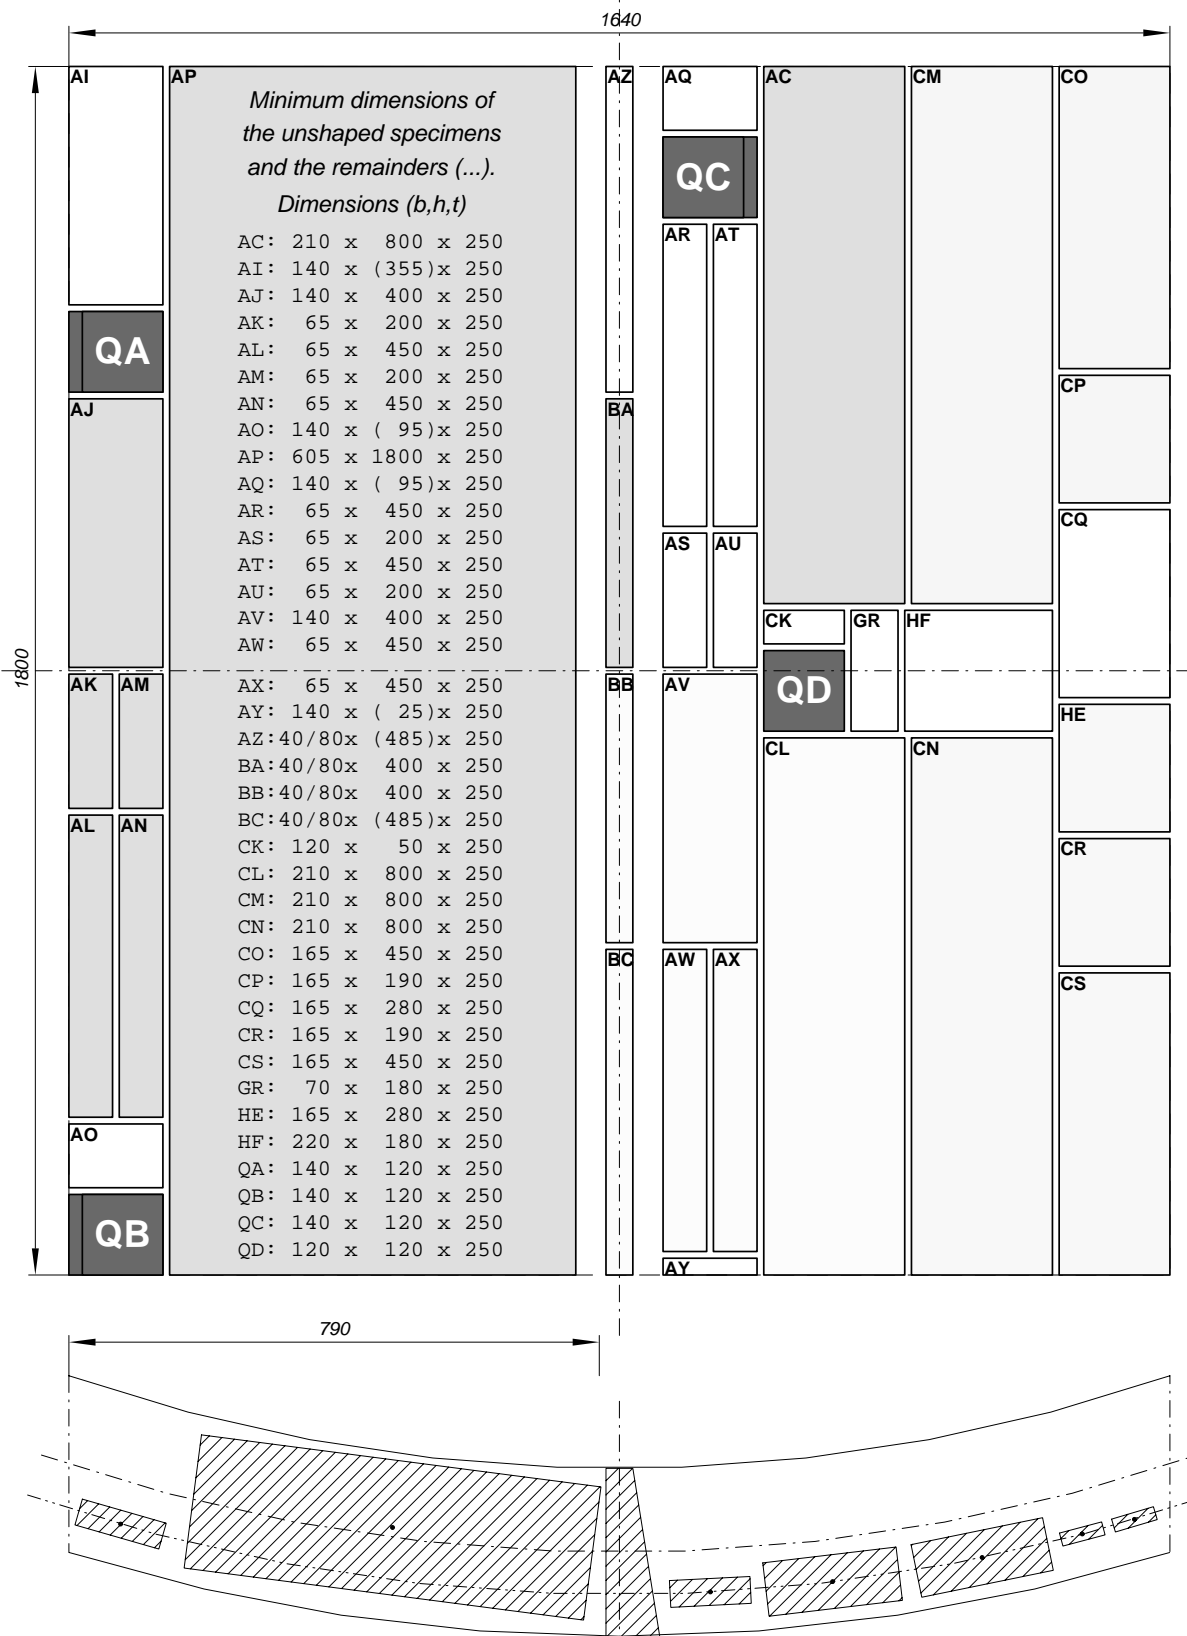 1640
AI AP AZ AQ AC CM CO
Minimum dimensions of
the unshaped specimens
and the remainders (...).
Dimensions (b,h,t)
QC
AR AT
AC: 210 x 800 x 250
AI: 140 x (355)x 250
AJ: 140 x 400 x 250
AK: 65 x 200 x 250
AL: 65 x 450 x 250
AM: 65 x 200 x 250
AN: 65 x 450 x 250
AO: 140 x ( 95)x 250
AP: 605 x 1800 x 250
AQ: 140 x ( 95)x 250
AR: 65 x 450 x 250
AS: 65 x 200 x 250
AT: 65 x 450 x 250
AU: 65 x 200 x 250
AV: 140 x 400 x 250
AW: 65 x 450 x 250
AX: 65 x 450 x 250
AY: 140 x ( 25)x 250
AZ:40/80x (485)x 250
BA:40/80x 400 x 250
BB:40/80x 400 x 250
BC:40/80x (485)x 250
CK: 120 x 50 x 250
CL: 210 x 800 x 250
CM: 210 x 800 x 250
CN: 210 x 800 x 250
CO: 165 x 450 x 250
CP: 165 x 190 x 250
CQ: 165 x 280 x 250
CR: 165 x 190 x 250
CS: 165 x 450 x 250
GR: 70 x 180 x 250
HE: 165 x 280 x 250
HF: 220 x 180 x 250
QA: 140 x 120 x 250
QB: 140 x 120 x 250
QC: 140 x 120 x 250
QD: 120 x 120 x 250
QA
CP
AJ BA
CQ
AS AU
CK GR HF
1800
AK AM BB AV QD
HE
CL CN
AL AN
CR
BC AW AX
CS
AO
QB
AY
790